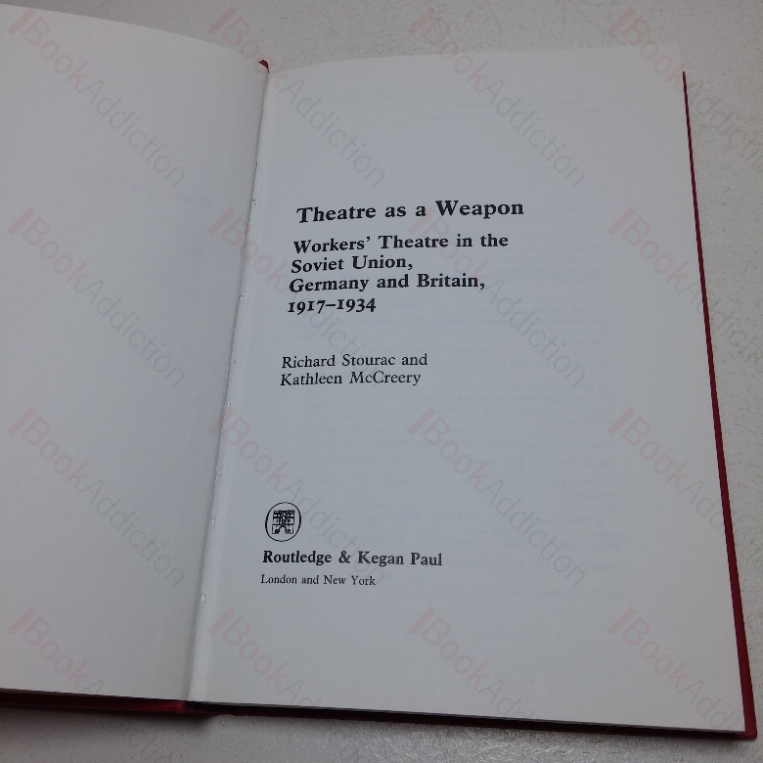 Theatre as a Weapon
Workers' Theatre in the
Soviet Union,
Germany and Britain,
1917–1934
Richard Stourac and
Kathleen McCreery
Routledge & Kegan Paul
London and New York
BookAddiction